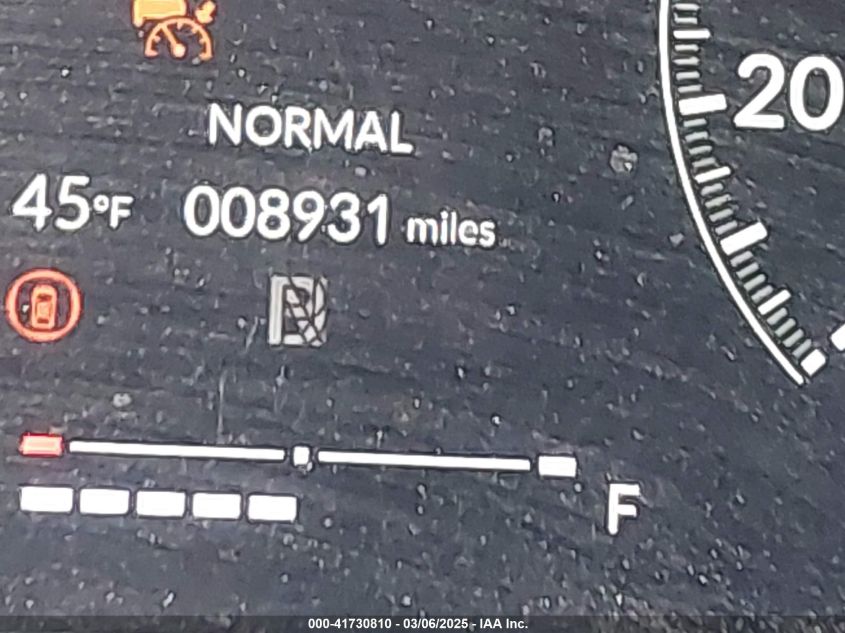 NORMAL
20
45°F 008931 miles
F
000-41730810 - 03/06/2025 - IAA Inc.